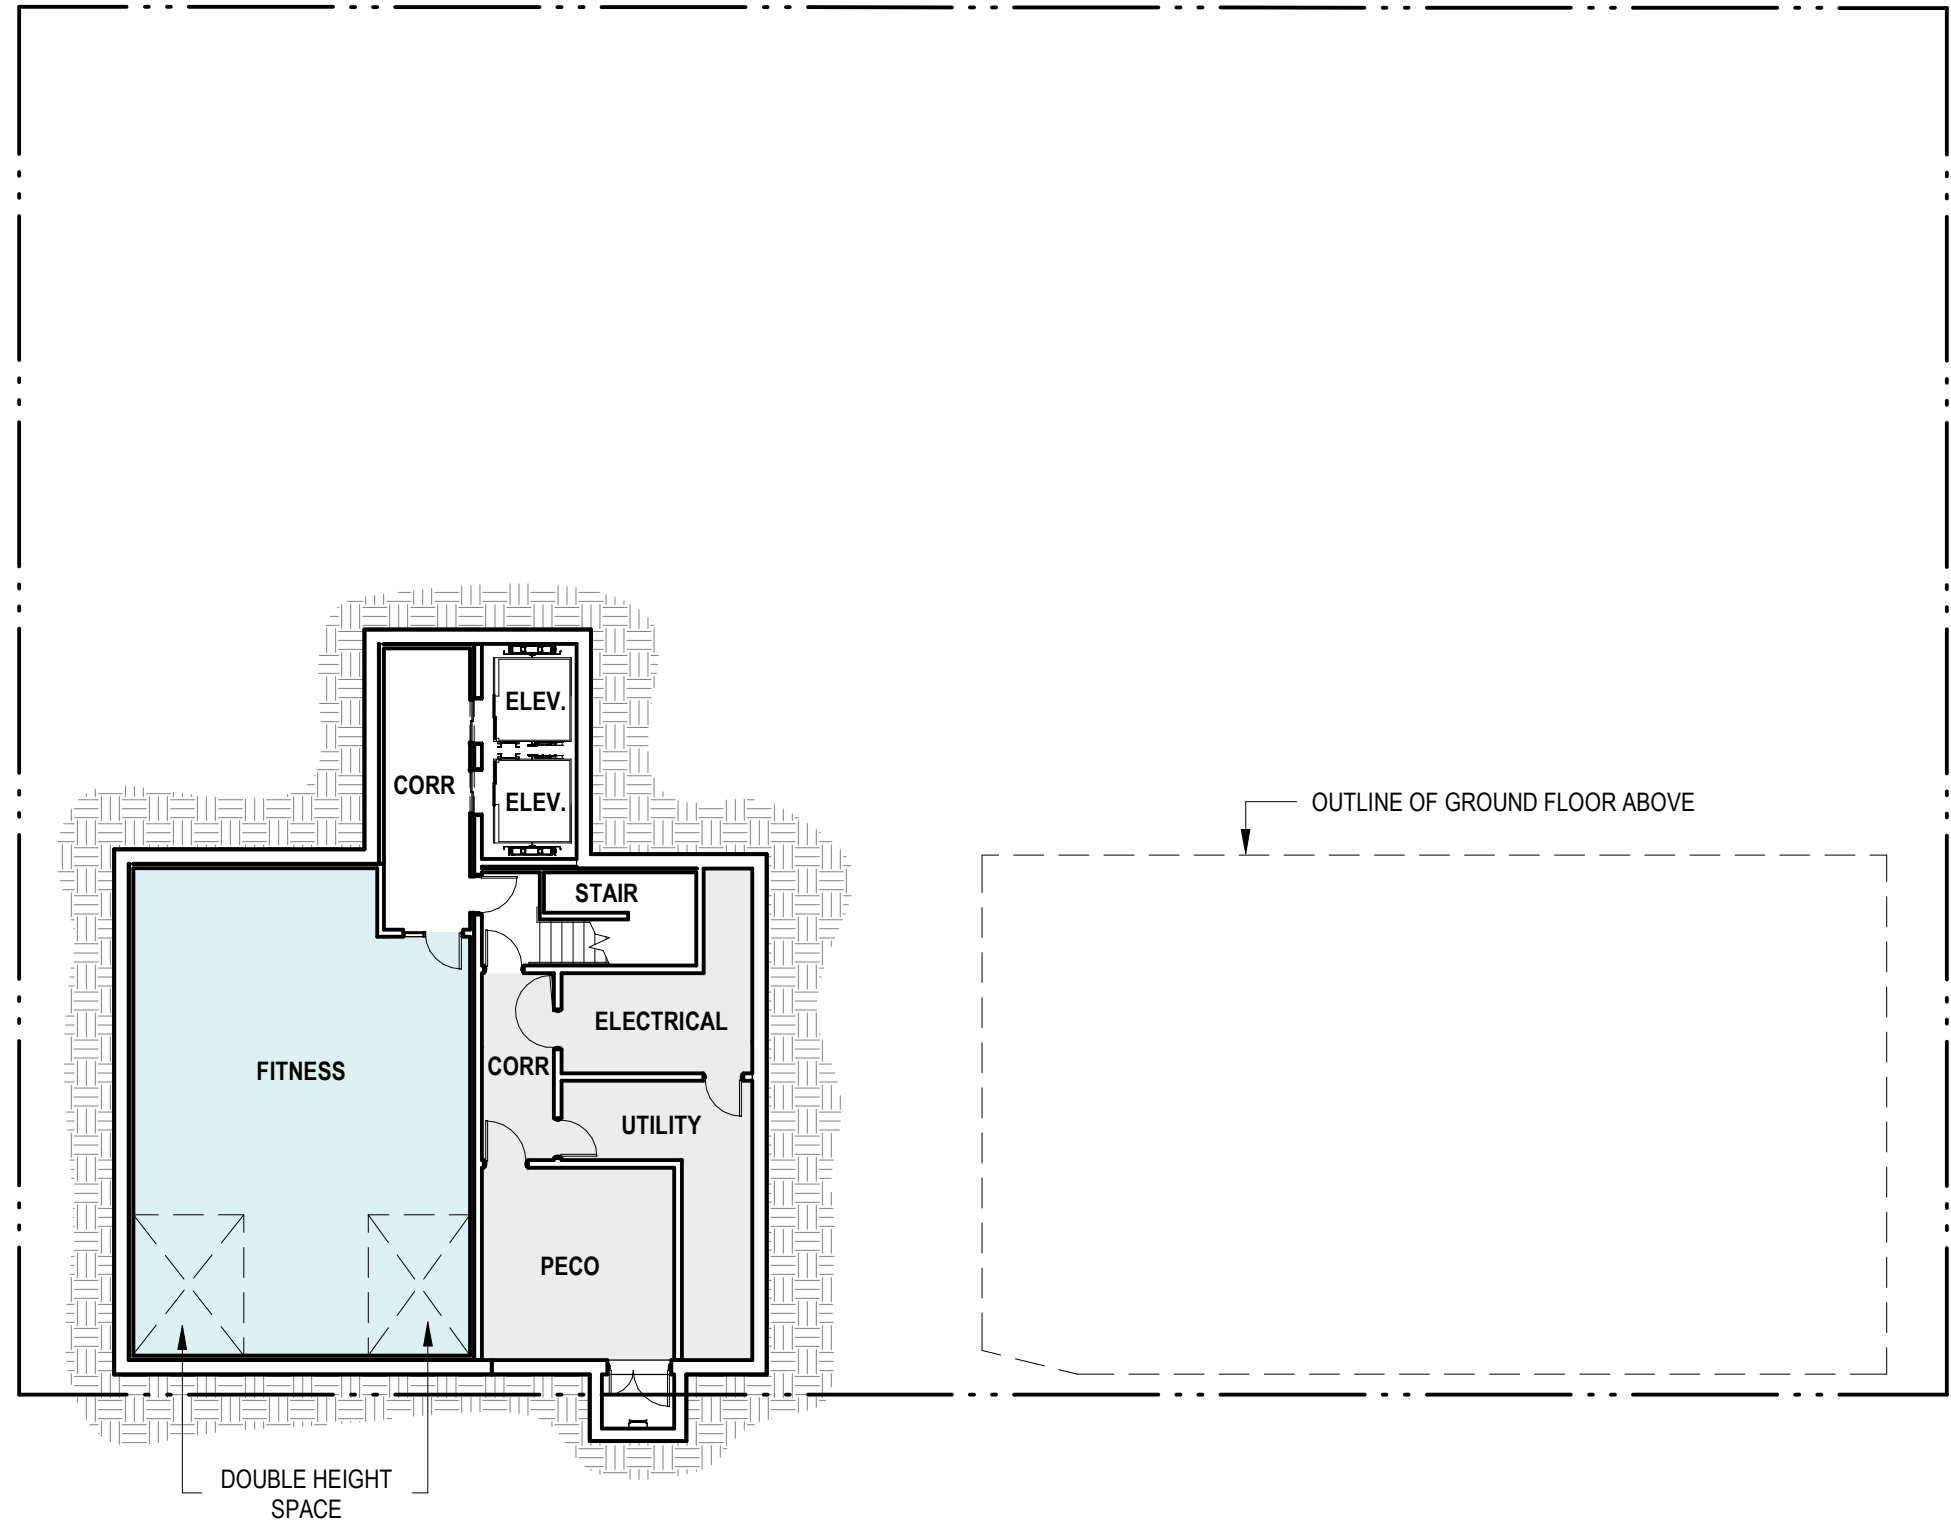 ELEV.
CORR
ELEV.
OUTLINE OF GROUND FLOOR ABOVE
STAIR
ELECTRICAL
CORR
FITNESS
UTILITY
PECO
DOUBLE HEIGHT
SPACE